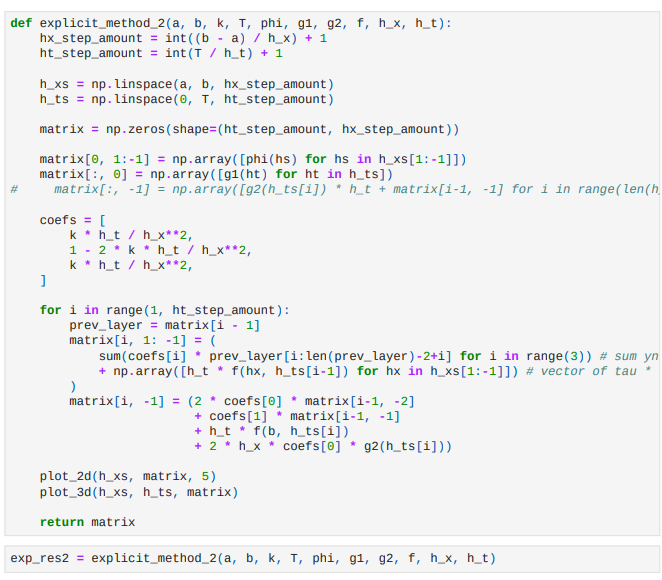 def explicit_method_2(a, b, k, T, phi, g1, g2, f, h_x, h_t):
    hx_step_amount = int((b - a) / h_x) + 1
    ht_step_amount = int(T / h_t) + 1

    h_xs = np.linspace(a, b, hx_step_amount)
    h_ts = np.linspace(0, T, ht_step_amount)

    matrix = np.zeros(shape=(ht_step_amount, hx_step_amount))

    matrix[0, 1:-1] = np.array([phi(hs) for hs in h_xs[1:-1]])
    matrix[:, 0] = np.array([g1(ht) for ht in h_ts])
#     matrix[:, -1] = np.array([g2(h_ts[i]) * h_t + matrix[i-1, -1] for i in range(len(h_

    coefs = [
        k * h_t / h_x**2,
        1 - 2 * k * h_t / h_x**2,
        k * h_t / h_x**2,
    ]

    for i in range(1, ht_step_amount):
        prev_layer = matrix[i - 1]
        matrix[i, 1: -1] = (
            sum(coefs[i] * prev_layer[i:len(prev_layer)-2+i] for i in range(3)) # sum yn
            + np.array([h_t * f(hx, h_ts[i-1]) for hx in h_xs[1:-1]]) # vector of tau *
        )
        matrix[i, -1] = (2 * coefs[0] * matrix[i-1, -2]
                         + coefs[1] * matrix[i-1, -1]
                         + h_t * f(b, h_ts[i])
                         + 2 * h_x * coefs[0] * g2(h_ts[i]))

    plot_2d(h_xs, matrix, 5)
    plot_3d(h_xs, h_ts, matrix)

    return matrix

exp_res2 = explicit_method_2(a, b, k, T, phi, g1, g2, f, h_x, h_t)